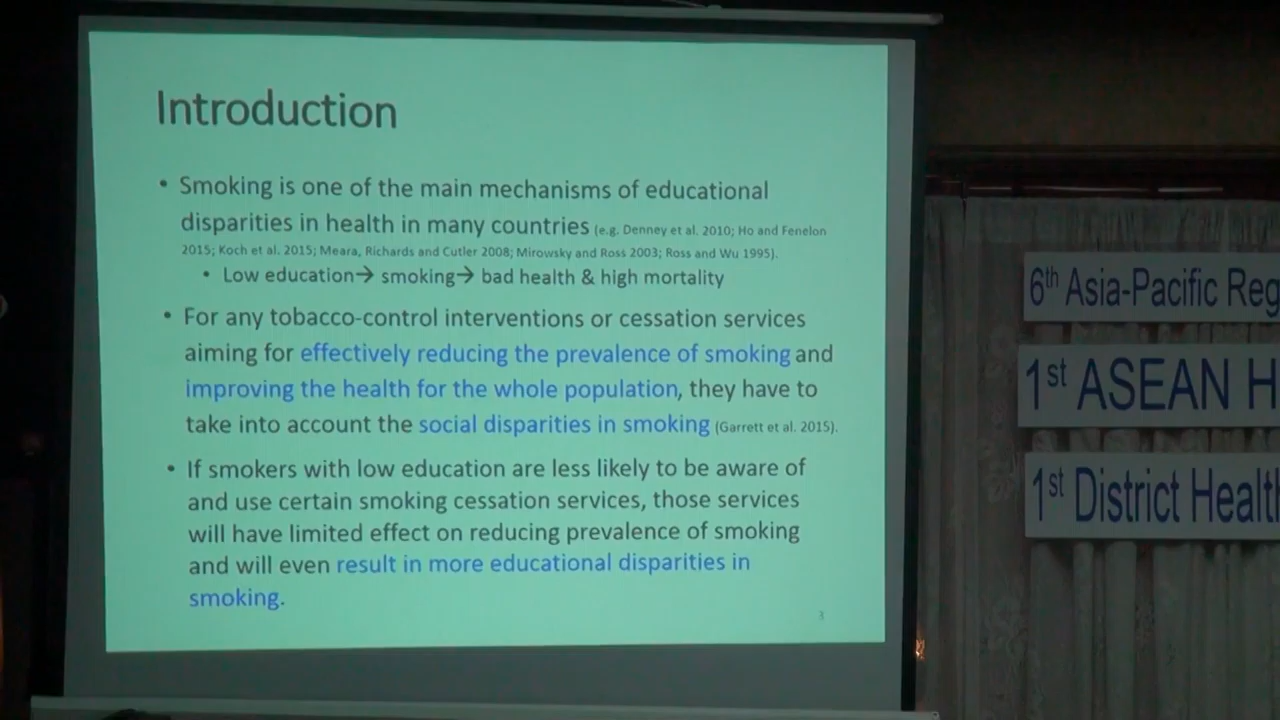 Introduction
• Smoking is one of the main mechanisms of educational
disparities in health in many countries (e.g. Denney et al. 2010; Ho and Fenelon
2015; Koch et al. 2015; Meara, Richards and Cutler 2008; Mirowsky and Ross 2003; Ross and Wu 1995).
• Low education→ smoking→ bad health & high mortality
• For any tobacco-control interventions or cessation services
aiming for effectively reducing the prevalence of smoking and
improving the health for the whole population, they have to
take into account the social disparities in smoking (Garrett et al. 2015).
• If smokers with low education are less likely to be aware of
and use certain smoking cessation services, those services
will have limited effect on reducing prevalence of smoking
and will even result in more educational disparities in
smoking.
3
6th Asia-Pacific Reg
1st ASEAN H
1st District Health